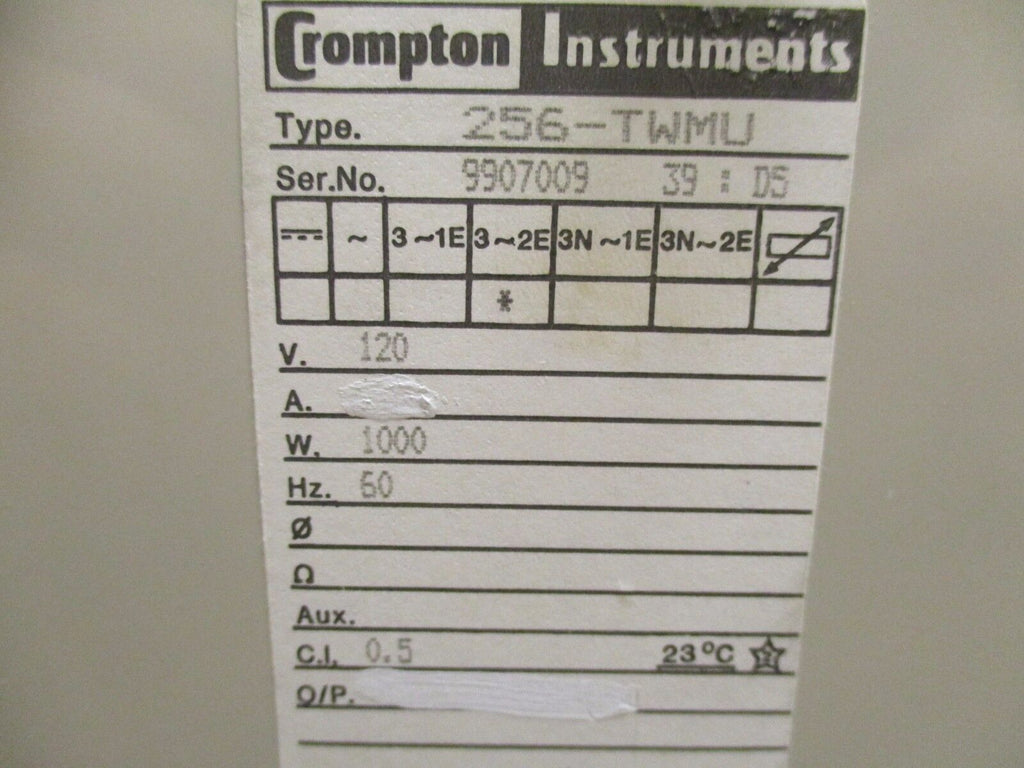 Crompton Instruments
Type. 256-TWMU
Ser.No. 9907009 39 : DS
~ 3~1E 3~2E 3N~1E 3N~2E
*
V. 120
A.
W. 1000
Hz. 60
Ø
Ω
Aux.
C.I. 0.5 23°C 2
O/P.